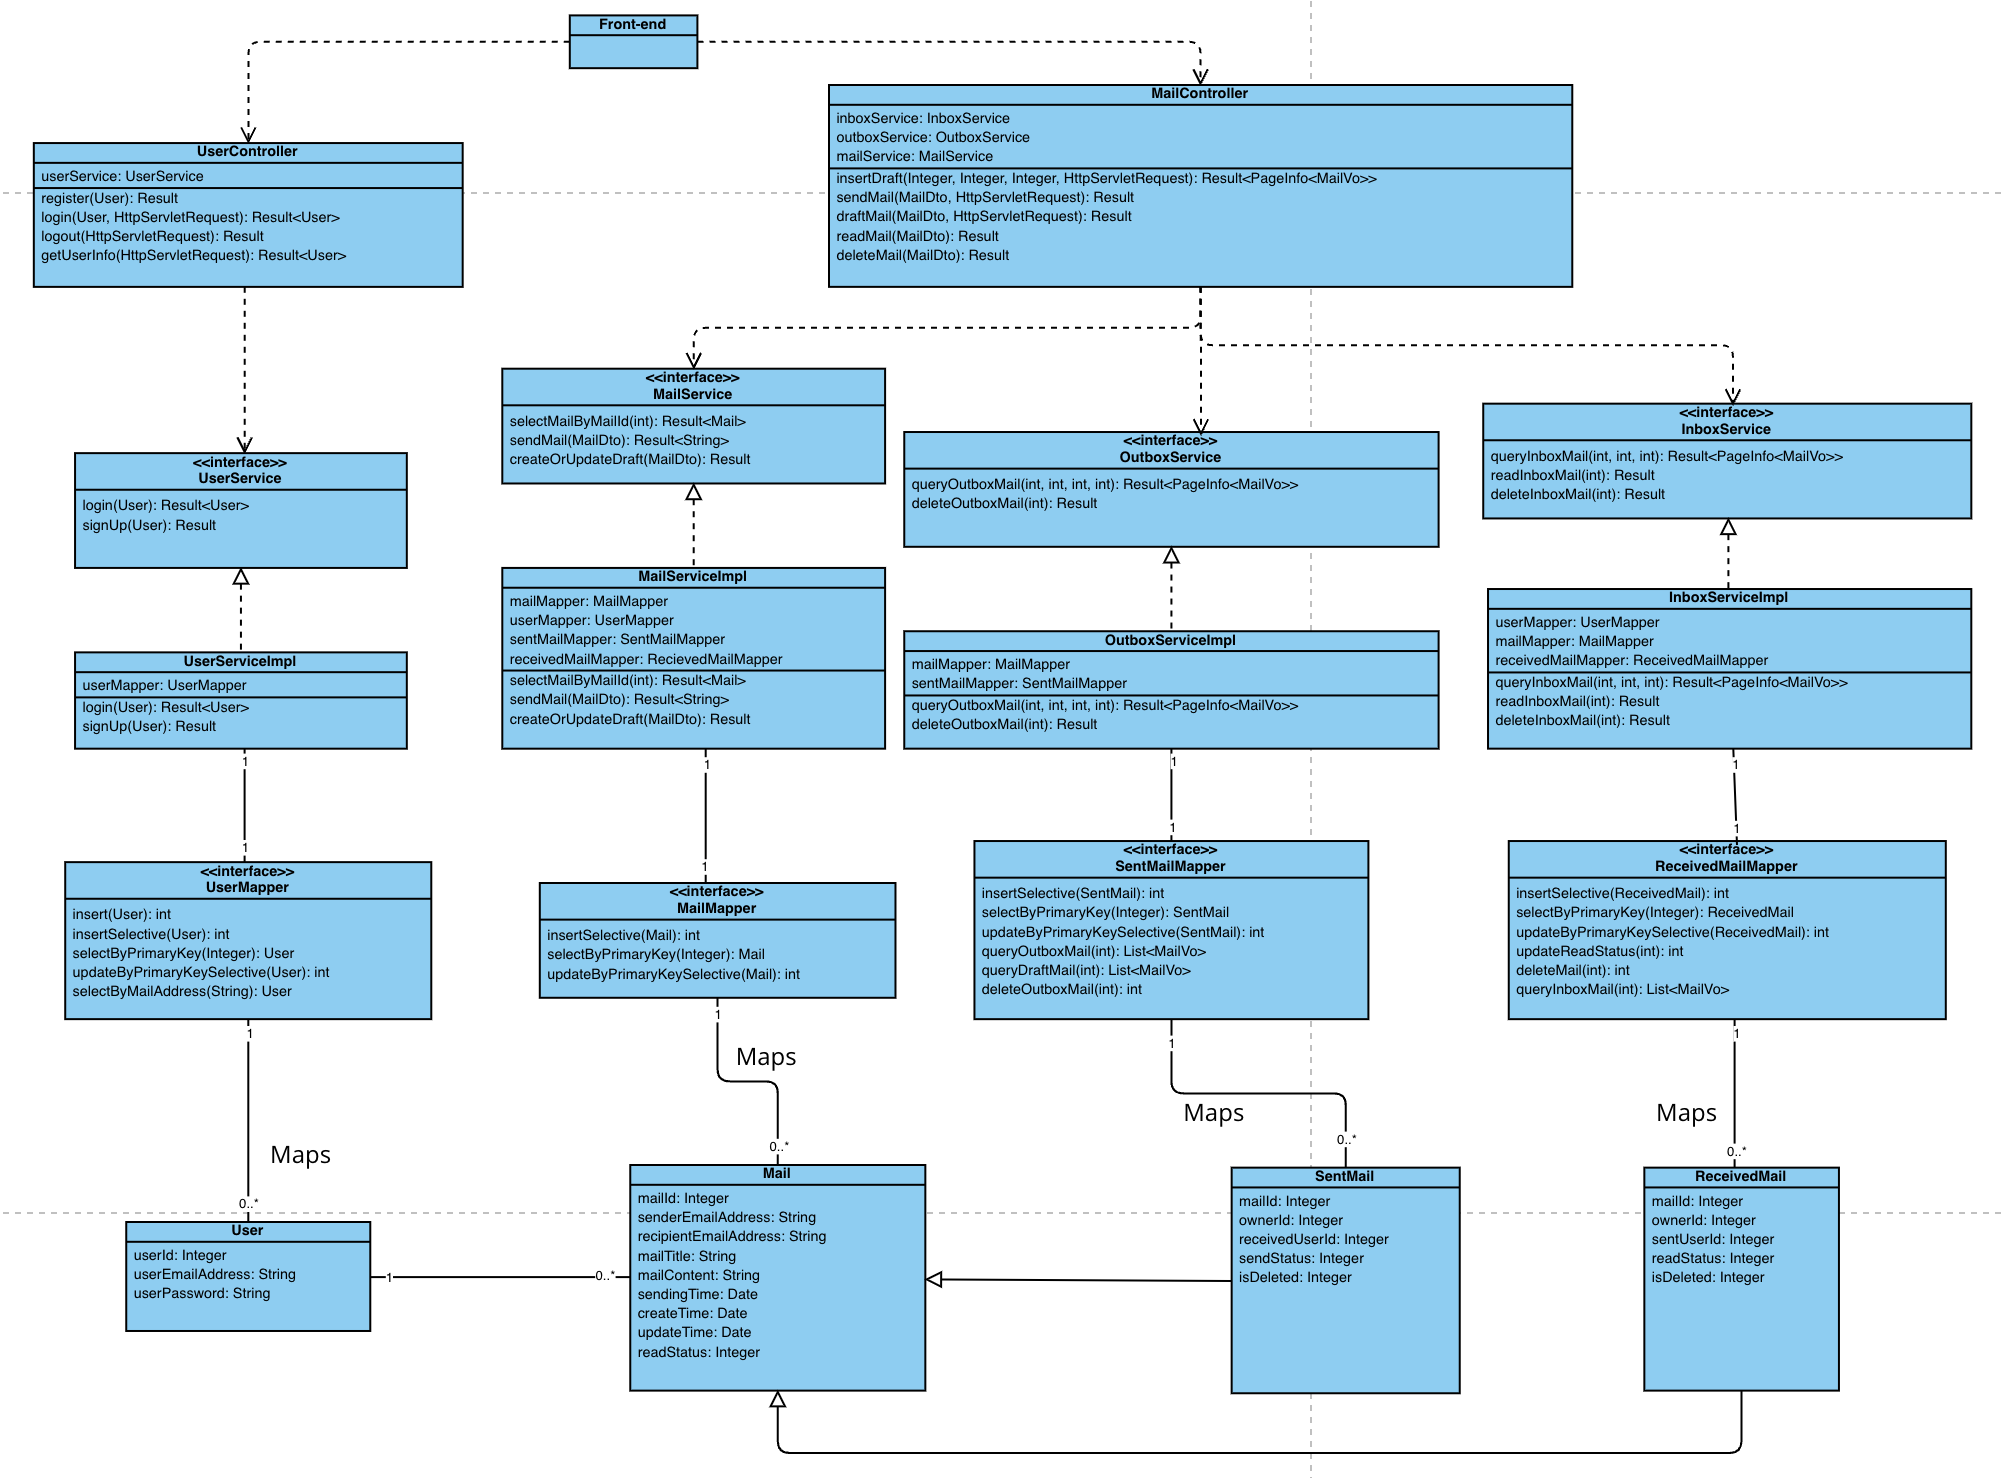 Front-end
MailController
inboxService: InboxService
outboxService: OutboxService
mailService: MailService
insertDraft(Integer, Integer, Integer, HttpServletRequest): Result<PageInfo<MailVo>>
sendMail(MailDto, HttpServletRequest): Result
draftMail(MailDto, HttpServletRequest): Result
readMail(MailDto): Result
deleteMail(MailDto): Result
UserController
userService: UserService
register(User): Result
login(User, HttpServletRequest): Result<User>
logout(HttpServletRequest): Result
getUserInfo(HttpServletRequest): Result<User>
<<interface>>
UserService
login(User): Result<User>
signUp(User): Result
<<interface>>
MailService
selectMailByMailId(int): Result<Mail>
sendMail(MailDto): Result<String>
createOrUpdateDraft(MailDto): Result
<<interface>>
OutboxService
queryOutboxMail(int, int, int, int): Result<PageInfo<MailVo>>
deleteOutboxMail(int): Result
<<interface>>
InboxService
queryInboxMail(int, int, int): Result<PageInfo<MailVo>>
readInboxMail(int): Result
deleteInboxMail(int): Result
UserServiceImpl
userMapper: UserMapper
login(User): Result<User>
signUp(User): Result
MailServiceImpl
mailMapper: MailMapper
userMapper: UserMapper
sentMailMapper: SentMailMapper
receivedMailMapper: RecievedMailMapper
selectMailByMailId(int): Result<Mail>
sendMail(MailDto): Result<String>
createOrUpdateDraft(MailDto): Result
OutboxServiceImpl
mailMapper: MailMapper
sentMailMapper: SentMailMapper
queryOutboxMail(int, int, int, int): Result<PageInfo<MailVo>>
deleteOutboxMail(int): Result
InboxServiceImpl
userMapper: UserMapper
mailMapper: MailMapper
receivedMailMapper: ReceivedMailMapper
queryInboxMail(int, int, int): Result<PageInfo<MailVo>>
readInboxMail(int): Result
deleteInboxMail(int): Result
1
1
1
1
1
1
1
1
<<interface>>
UserMapper
insert(User): int
insertSelective(User): int
selectByPrimaryKey(Integer): User
updateByPrimaryKeySelective(User): int
selectByMailAddress(String): User
<<interface>>
MailMapper
insertSelective(Mail): int
selectByPrimaryKey(Integer): Mail
updateByPrimaryKeySelective(Mail): int
<<interface>>
SentMailMapper
insertSelective(SentMail): int
selectByPrimaryKey(Integer): SentMail
updateByPrimaryKeySelective(SentMail): int
queryOutboxMail(int): List<MailVo>
queryDraftMail(int): List<MailVo>
deleteOutboxMail(int): int
<<interface>>
ReceivedMailMapper
insertSelective(ReceivedMail): int
selectByPrimaryKey(Integer): ReceivedMail
updateByPrimaryKeySelective(ReceivedMail): int
updateReadStatus(int): int
deleteMail(int): int
queryInboxMail(int): List<MailVo>
1
Maps
0..*
1
Maps
0..*
1
Maps
0..*
1
Maps
0..*
User
userId: Integer
userEmailAddress: String
userPassword: String
1
0..*
Mail
mailId: Integer
senderEmailAddress: String
recipientEmailAddress: String
mailTitle: String
mailContent: String
sendingTime: Date
createTime: Date
updateTime: Date
readStatus: Integer
SentMail
mailId: Integer
ownerId: Integer
receivedUserId: Integer
sendStatus: Integer
isDeleted: Integer
ReceivedMail
mailId: Integer
ownerId: Integer
sentUserId: Integer
readStatus: Integer
isDeleted: Integer